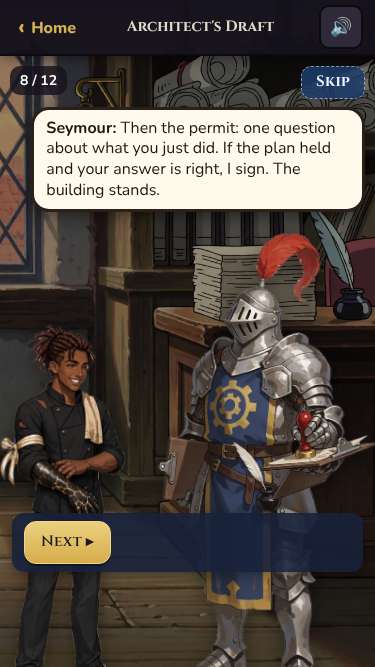 ‹ Home
Architect's Draft
8 / 12
Skip
Seymour: Then the permit: one question
about what you just did. If the plan held
and your answer is right, I sign. The
building stands.
Next ▸